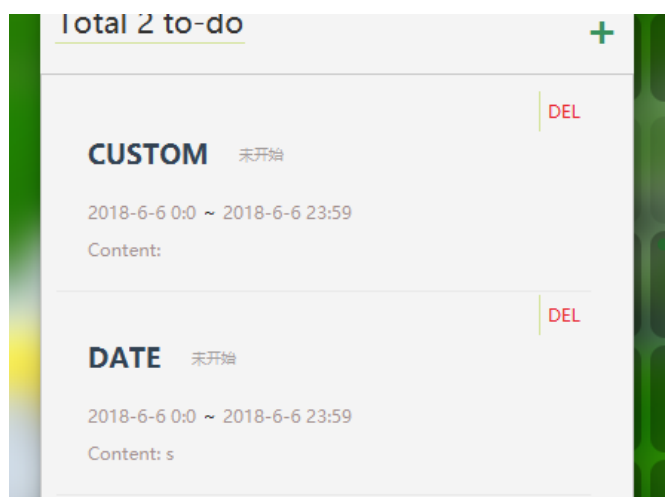 Total 2 to-do +
DEL
CUSTOM 未开始
2018-6-6 0:0 ~ 2018-6-6 23:59
Content:
DEL
DATE 未开始
2018-6-6 0:0 ~ 2018-6-6 23:59
Content: s